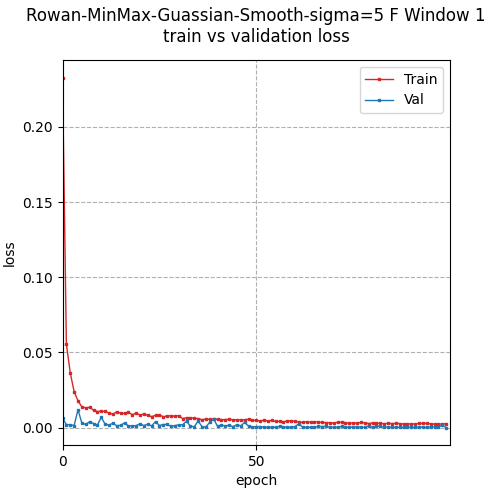 Rowan-MinMax-Guassian-Smooth-sigma=5 F Window 1
train vs validation loss
Train
Val
0.20
0.15
0.10
0.05
0.00
loss
0
50
epoch